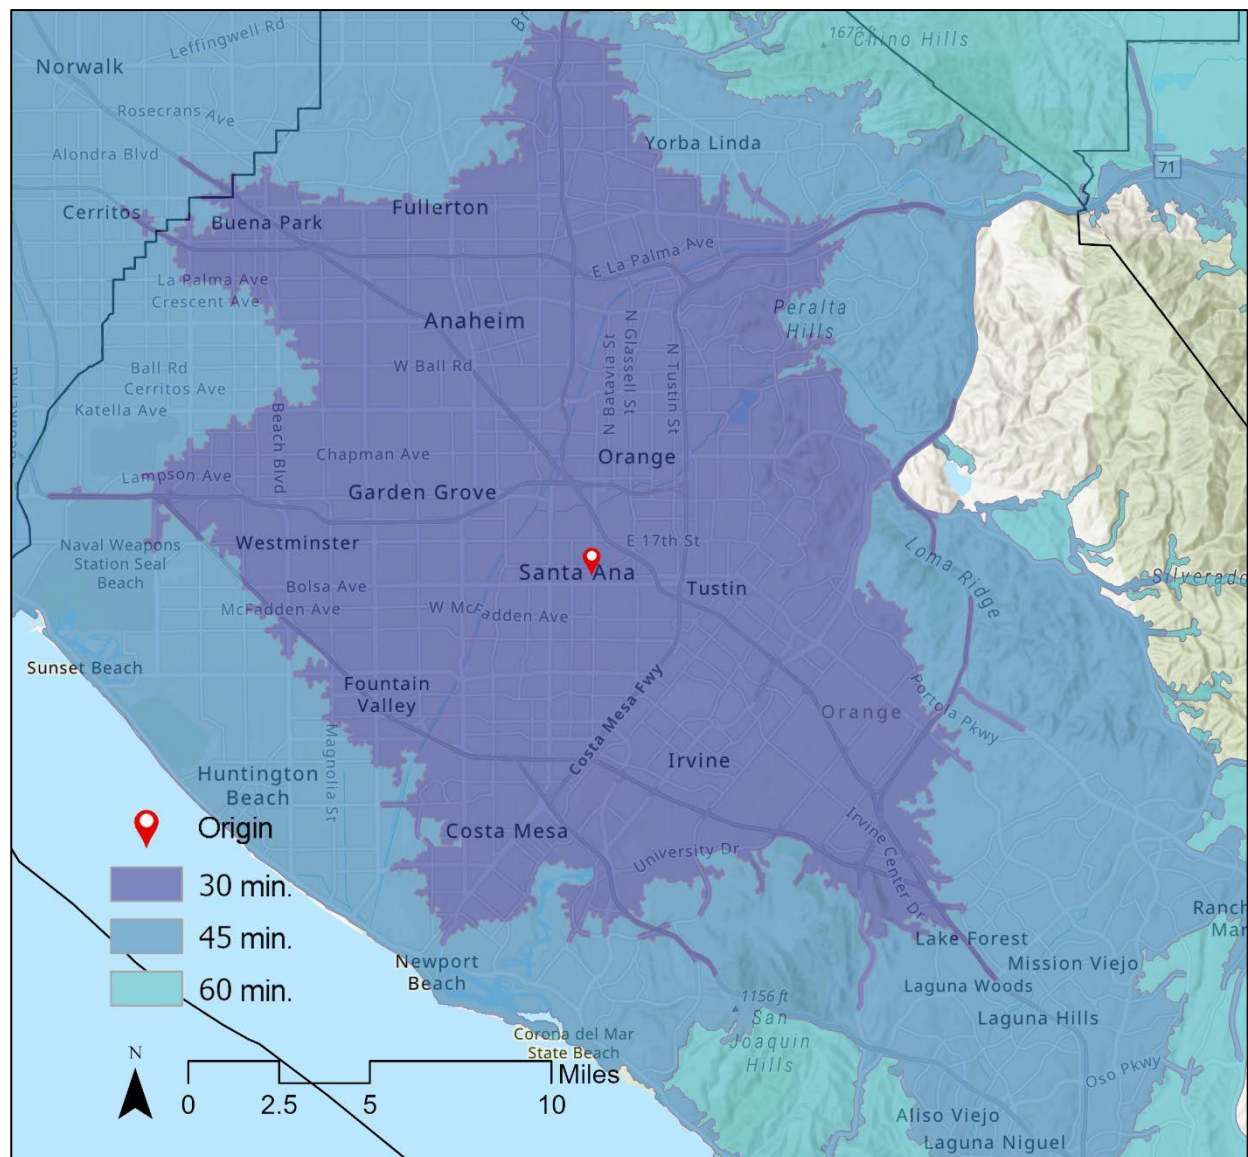 Br
Leffingwell Rd
1678 ft
Chino Hills
Norwalk
Rosecrans Ave
Yorba Linda
Alondra Blvd
71
Cerritos
Fullerton
Buena Park
E La Palma Ave
La Palma Ave
Crescent Ave
Anaheim
Peralta
Hills
N Batavia St
N Glassell St
N Tustin St
W Ball Rd
Ball Rd
Cerritos Ave
Katella Ave
Beach Blvd
Chapman Ave
Orange
Lampson Ave
Garden Grove
Westminster
E 17th St
Naval Weapons
Station Seal
Beach
Loma Ridge
Silverado
Santa Ana
Bolsa Ave
Tustin
McFadden Ave
W McFadden Ave
Sunset Beach
Fountain
Valley
Costa Mesa Fwy
Portola Pkwy
Orange
Magnolia St
Irvine
Huntington
Beach
Costa Mesa
University Dr
Irvine Center Dr
Origin
30 min.
45 min.
60 min.
Ranch
Mar
Lake Forest
Newport
Beach
Mission Viejo
Laguna Woods
1156 ft
San
Joaquin
Hills
Laguna Hills
Corona del Mar
State Beach
N
Miles
0 2.5 5 10
Oso Pkwy
Aliso Viejo
Laguna Niguel